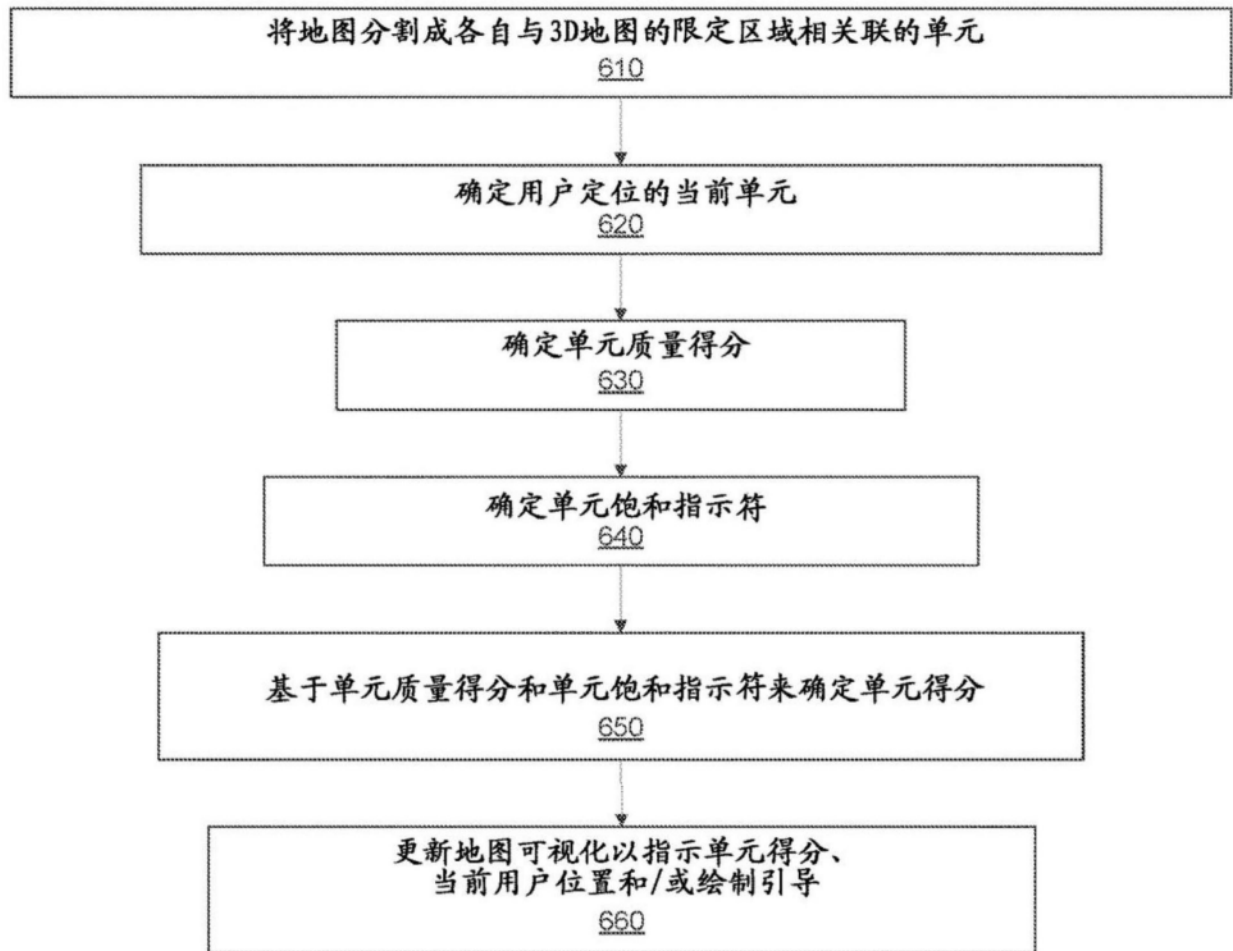 将地图分割成各自与3D地图的限定区域相关联的单元
610
确定用户定位的当前单元
620
确定单元质量得分
630
确定单元饱和指示符
640
基于单元质量得分和单元饱和指示符来确定单元得分
650
更新地图可视化以指示单元得分、
当前用户位置和/或绘制引导
660